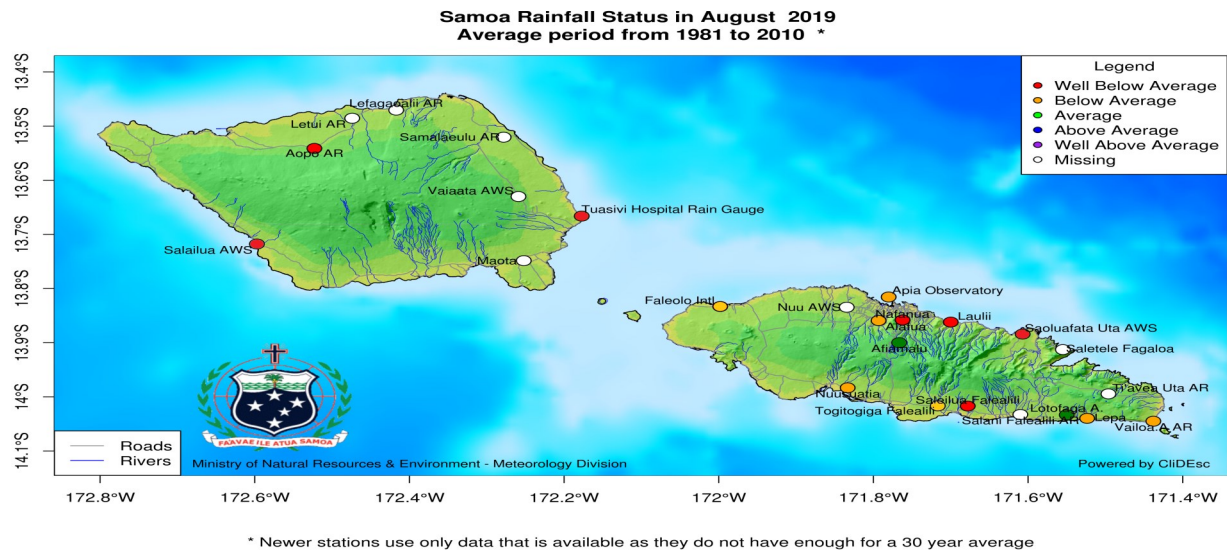 Samoa Rainfall Status in August 2019
Average period from 1981 to 2010 *
Legend
Well Below Average
Below Average
Average
Above Average
Well Above Average
Missing
13.4°S
13.5°S
13.6°S
13.7°S
13.8°S
13.9°S
14°S
14.1°S
Lefagaoalii AR
Letui AR
Samalaeulu AR
Aopo AR
Vaiaata AWS
Tuasivi Hospital Rain Gauge
Salailua AWS
Maota
Faleolo Intl
Apia Observatory
Nuu AWS
Nafanua
Laulii
Alafua
Saoluafata Uta AWS
Afiamalu
Saletele Fagaloa
Ti'avea Uta AR
Nuusuatia
Saleilua Falealili
Togitogiga Falealili
Lotofaga A.
Salani Falealili AR
Lepa
Vailoa A AR
FAAVAE ILE ATUA SAMOA
Roads
Rivers
Ministry of Natural Resources & Environment - Meteorology Division
Powered by CliDEsc
172.8°W
172.6°W
172.4°W
172.2°W
172°W
171.8°W
171.6°W
171.4°W
* Newer stations use only data that is available as they do not have enough for a 30 year average